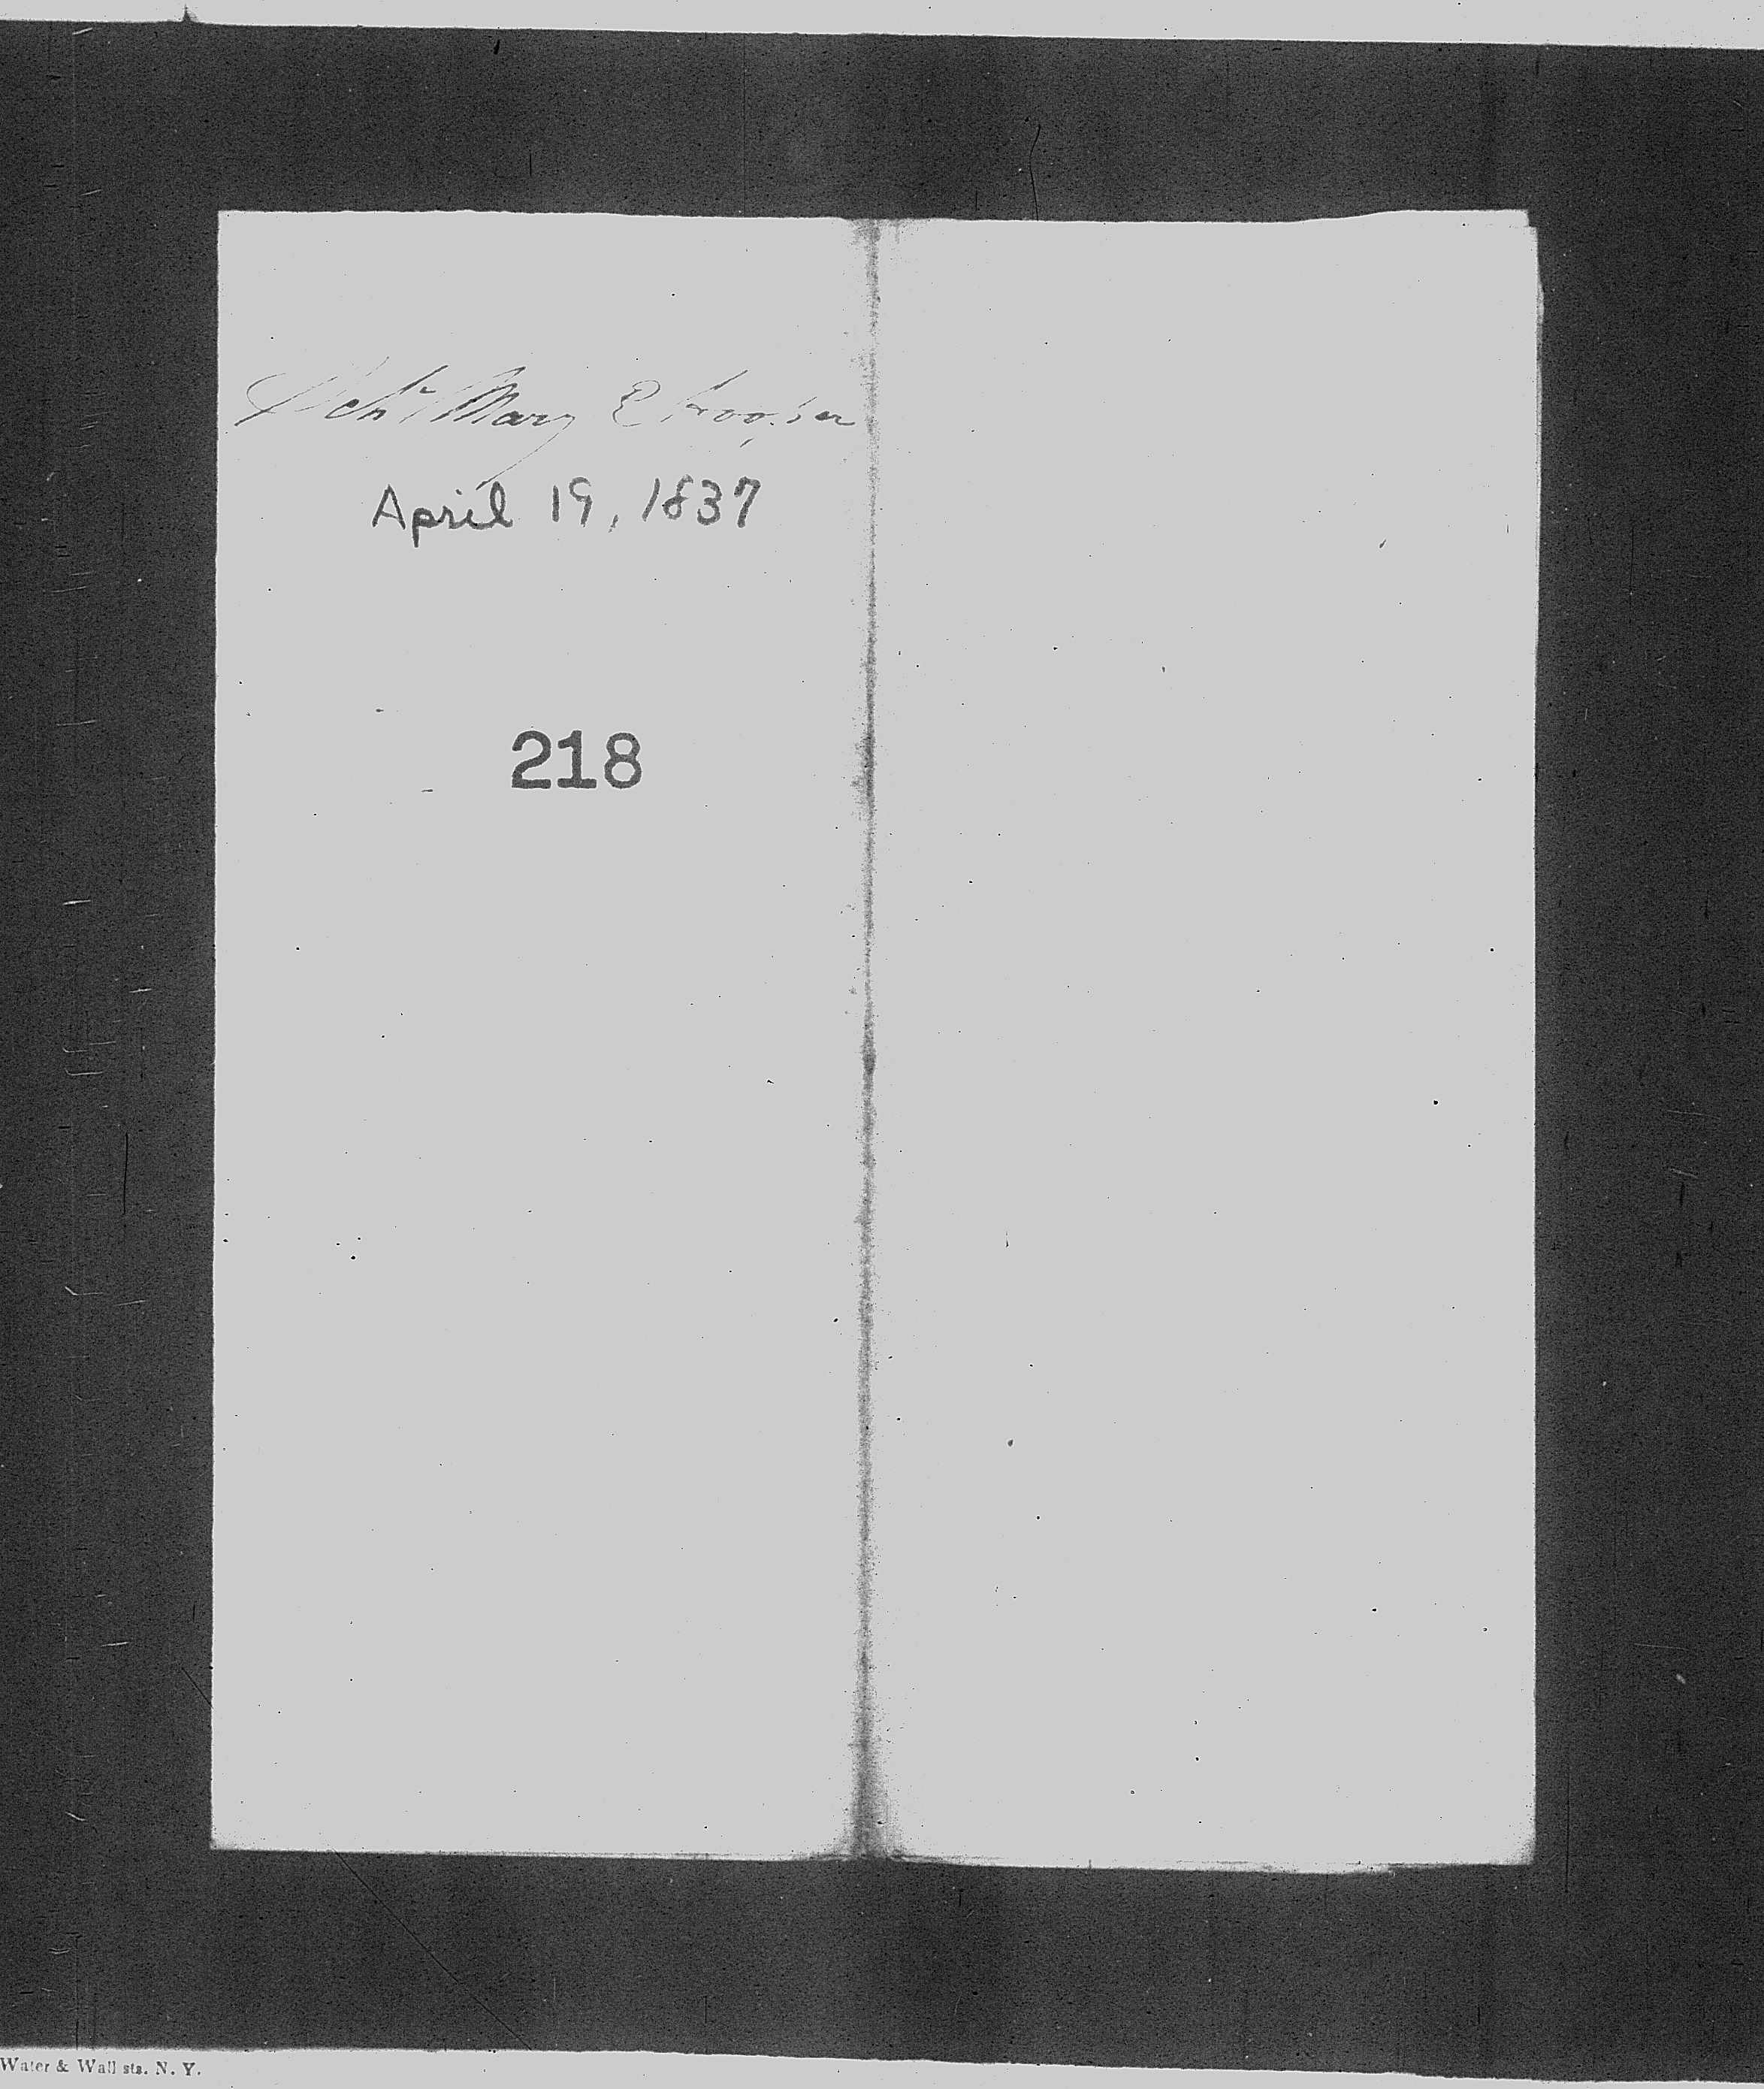 Schr Mary E Hooper
April 19, 1837
218
Water & Wall sts. N. Y.